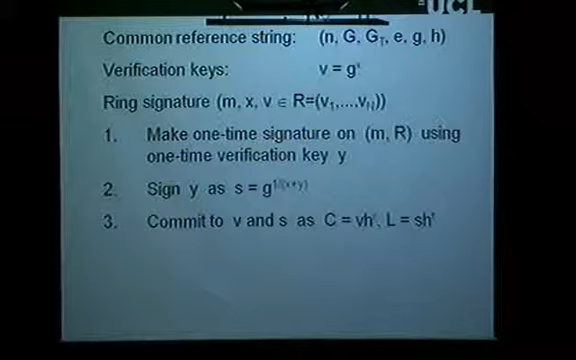 UCL
Common reference string: (n, G, G_T, e, g, h)
Verification keys: v = g^x
Ring signature (m, x, v ∈ R=(v_1,....v_N))
1. Make one-time signature on (m, R) using
one-time verification key y
2. Sign y as s = g^1/(x+y)
3. Commit to v and s as C = vh^r, L = sh^